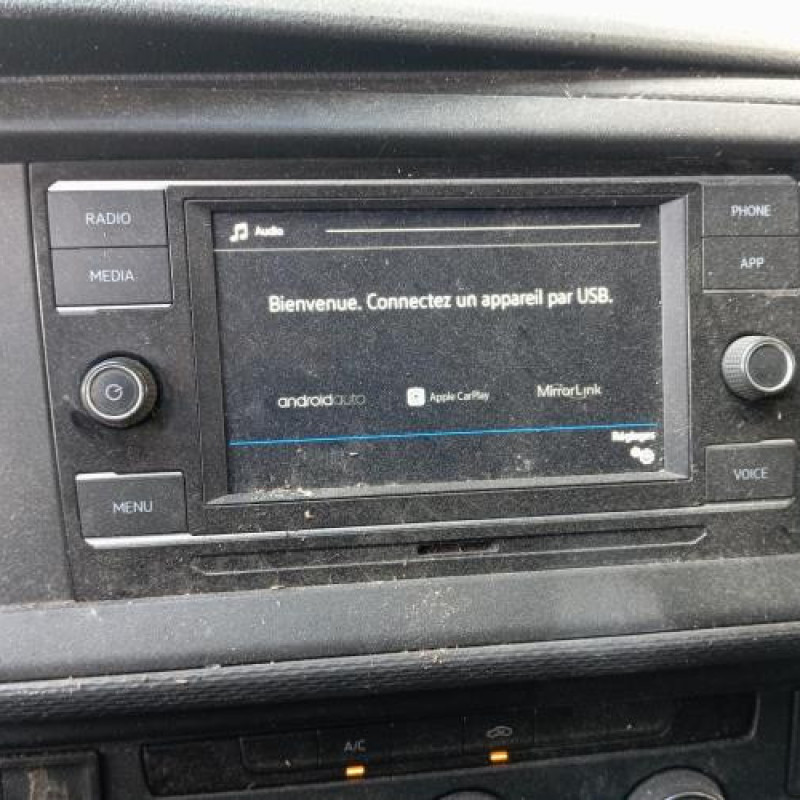 RADIO
MEDIA
MENU
Audio
Bienvenue. Connectez un appareil par USB.
androidauto
Apple CarPlay
MirrorLink
Réglages
PHONE
APP
VOICE
A/C